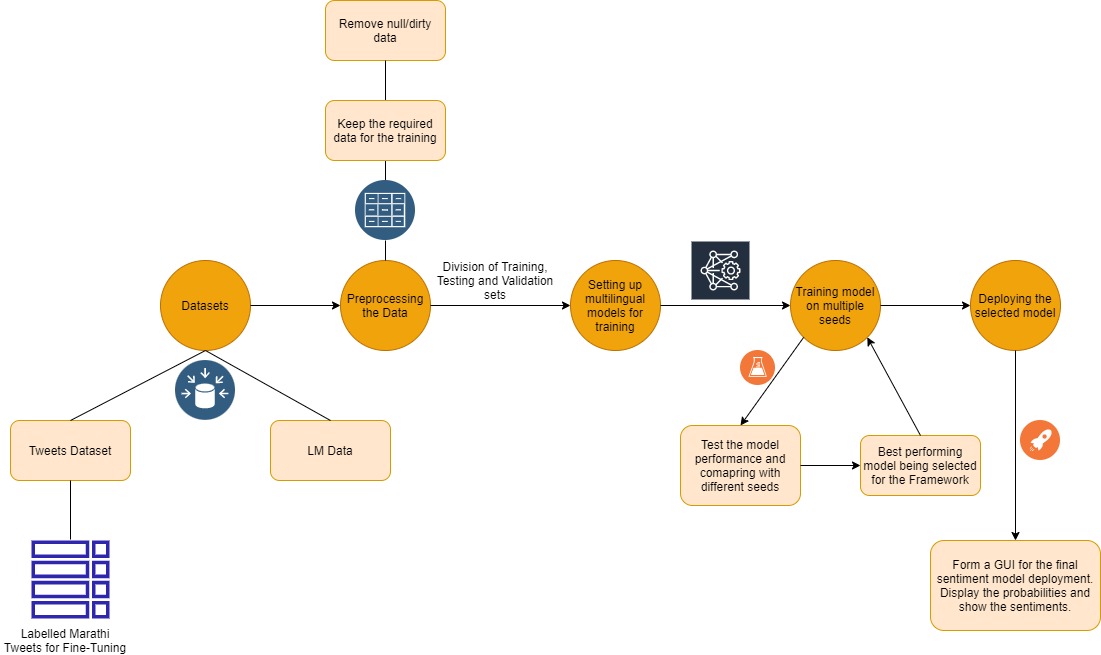 Remove null/dirty
data
Keep the required
data for the training
Datasets
Preprocessing
the Data
Division of Training,
Testing and Validation
sets
Setting up
multilingual
models for
training
Training model
on multiple
seeds
Deploying the
selected model
Tweets Dataset
LM Data
Test the model
performance and
comapring with
different seeds
Best performing
model being selected
for the Framework
Form a GUI for the final
sentiment model deployment.
Display the probabilities and
show the sentiments.
Labelled Marathi
Tweets for Fine-Tuning